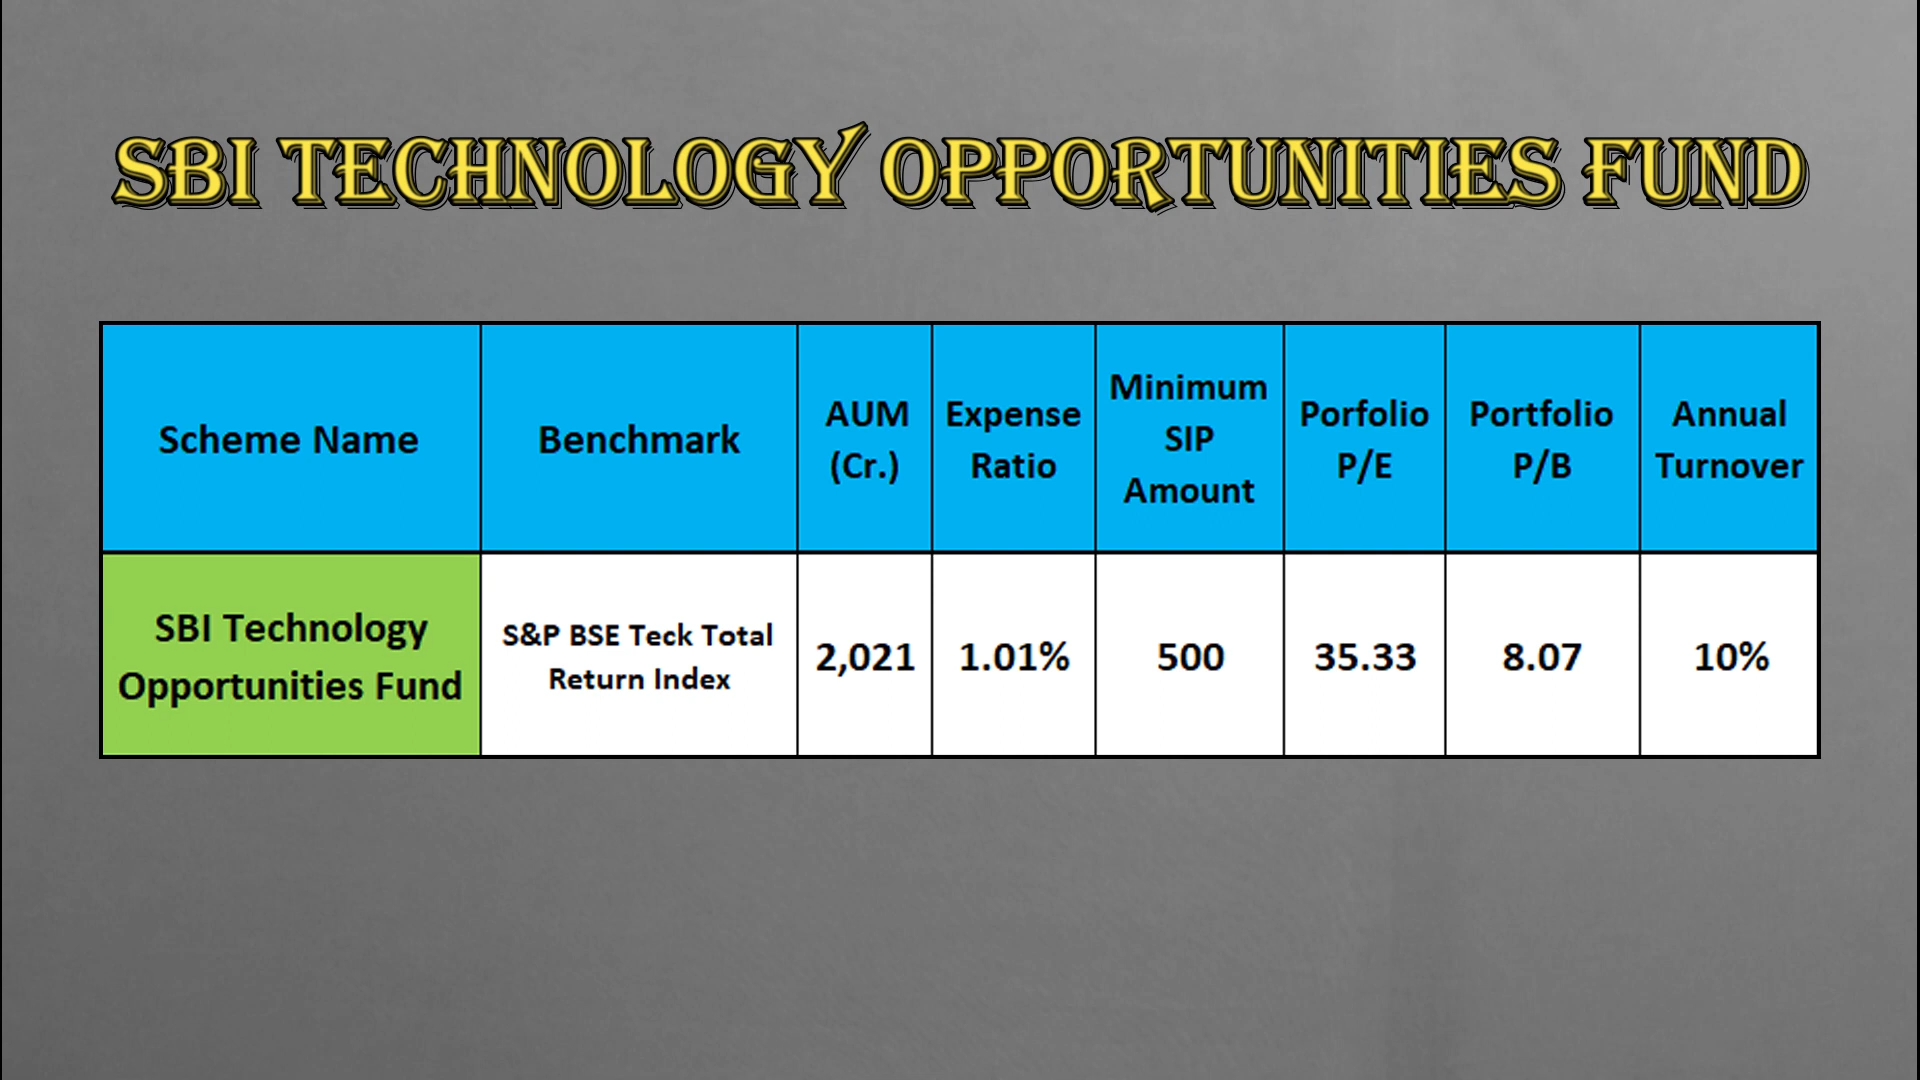 SBI TECHNOLOGY OPPORTUNITIES FUND
Scheme Name
Benchmark
AUM
(Cr.)
Expense
Ratio
Minimum
SIP
Amount
Porfolio
P/E
Portfolio
P/B
Annual
Turnover
SBI Technology
Opportunities Fund
S&P BSE Teck Total
Return Index
2,021
1.01%
500
35.33
8.07
10%